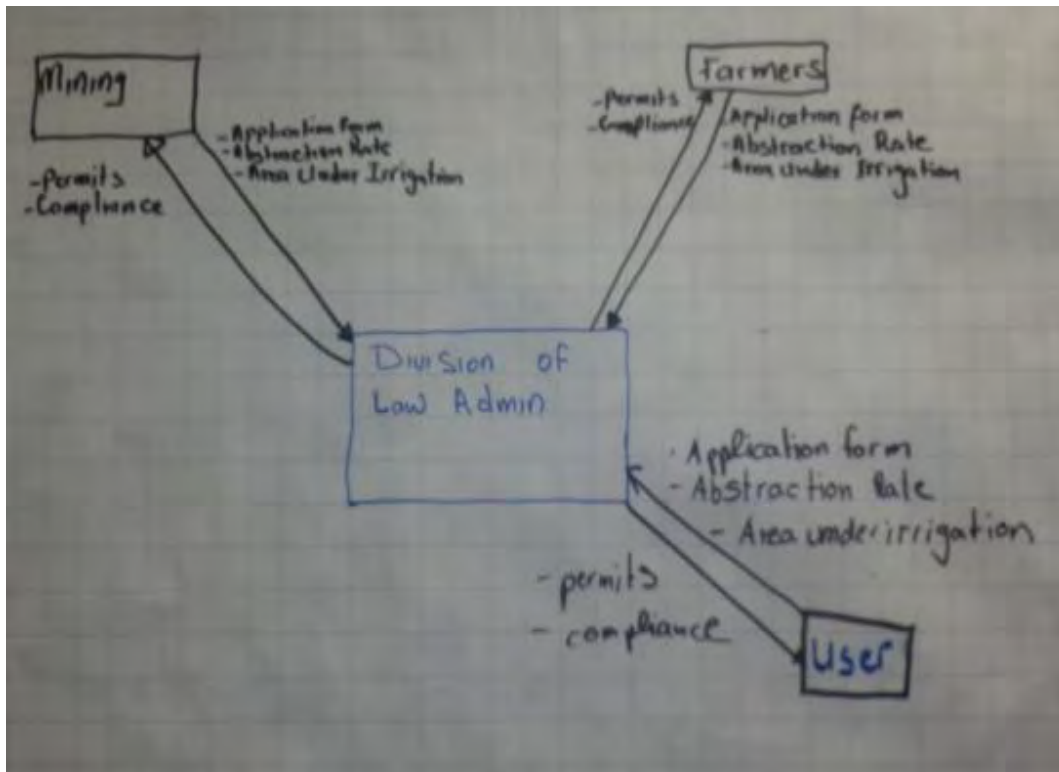 Mining
Farmers
-Permits
-Compliance
-Application form
-Abstraction Rate
-Area Under Irrigation
-Permits
-Compliance
-Application form
-Abstraction Rate
-Area Under Irrigation
Division of
Law Admin
- Application form
- Abstraction Rate
- Area under irrigation
- permits
- compliance
User